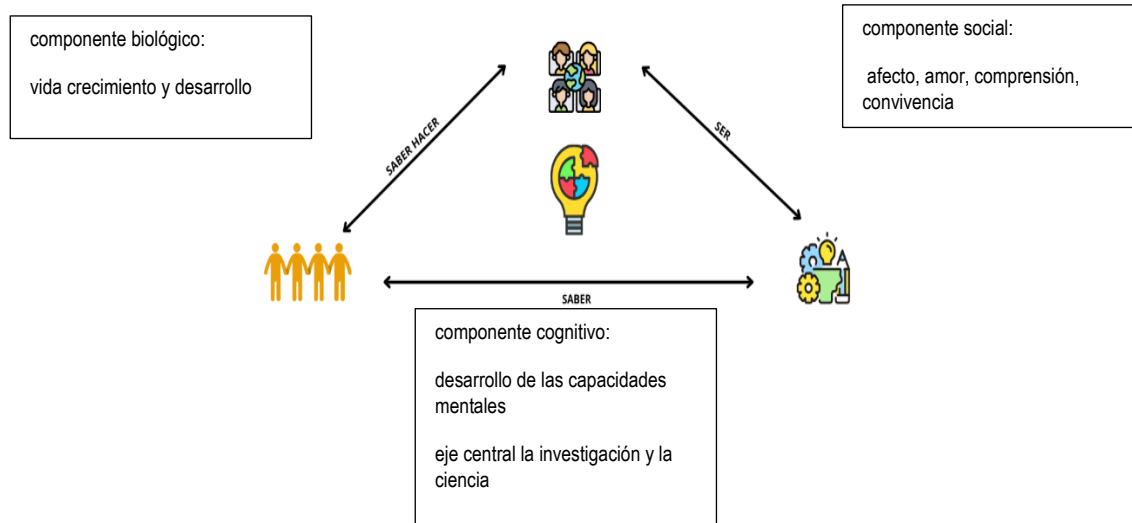 componente biológico:
vida crecimiento y desarrollo
componente social:
afecto, amor, comprensión,
convivencia
SABER HACER
SER
SABER
componente cognitivo:
desarrollo de las capacidades
mentales
eje central la investigación y la
ciencia